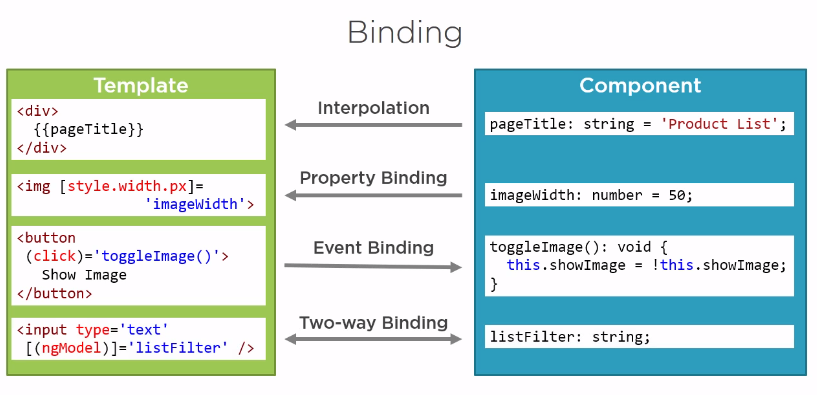 Binding
Template
<div>
{{pageTitle}}
</div>
<img [style.width.px]=
'imageWidth'>
<button
(click)='toggleImage()'>
Show Image
</button>
<input type='text'
[(ngModel)]='listFilter' />
Interpolation
Property Binding
Event Binding
Two-way Binding
Component
pageTitle: string = 'Product List';
imageWidth: number = 50;
toggleImage(): void {
this.showImage = !this.showImage;
}
listFilter: string;